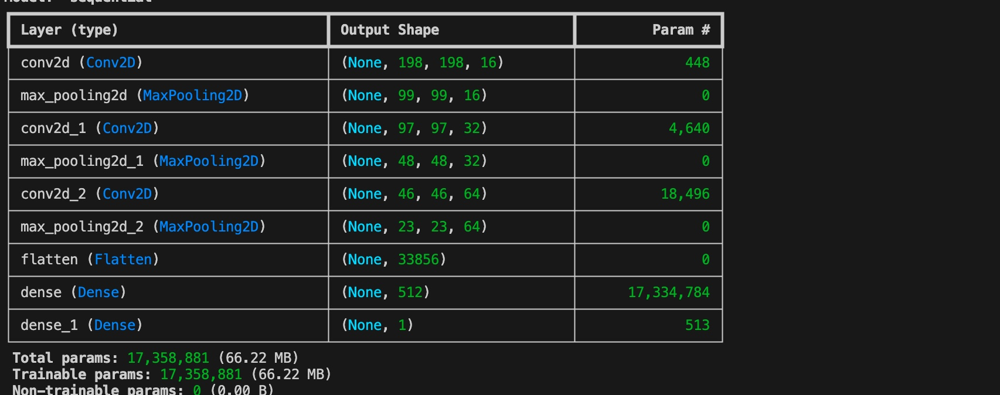 Model: "sequential"
Layer (type) Output Shape Param #
conv2d (Conv2D) (None, 198, 198, 16) 448
max_pooling2d (MaxPooling2D) (None, 99, 99, 16) 0
conv2d_1 (Conv2D) (None, 97, 97, 32) 4,640
max_pooling2d_1 (MaxPooling2D) (None, 48, 48, 32) 0
conv2d_2 (Conv2D) (None, 46, 46, 64) 18,496
max_pooling2d_2 (MaxPooling2D) (None, 23, 23, 64) 0
flatten (Flatten) (None, 33856) 0
dense (Dense) (None, 512) 17,334,784
dense_1 (Dense) (None, 1) 513
Total params: 17,358,881 (66.22 MB)
Trainable params: 17,358,881 (66.22 MB)
Non-trainable params: 0 (0.00 B)